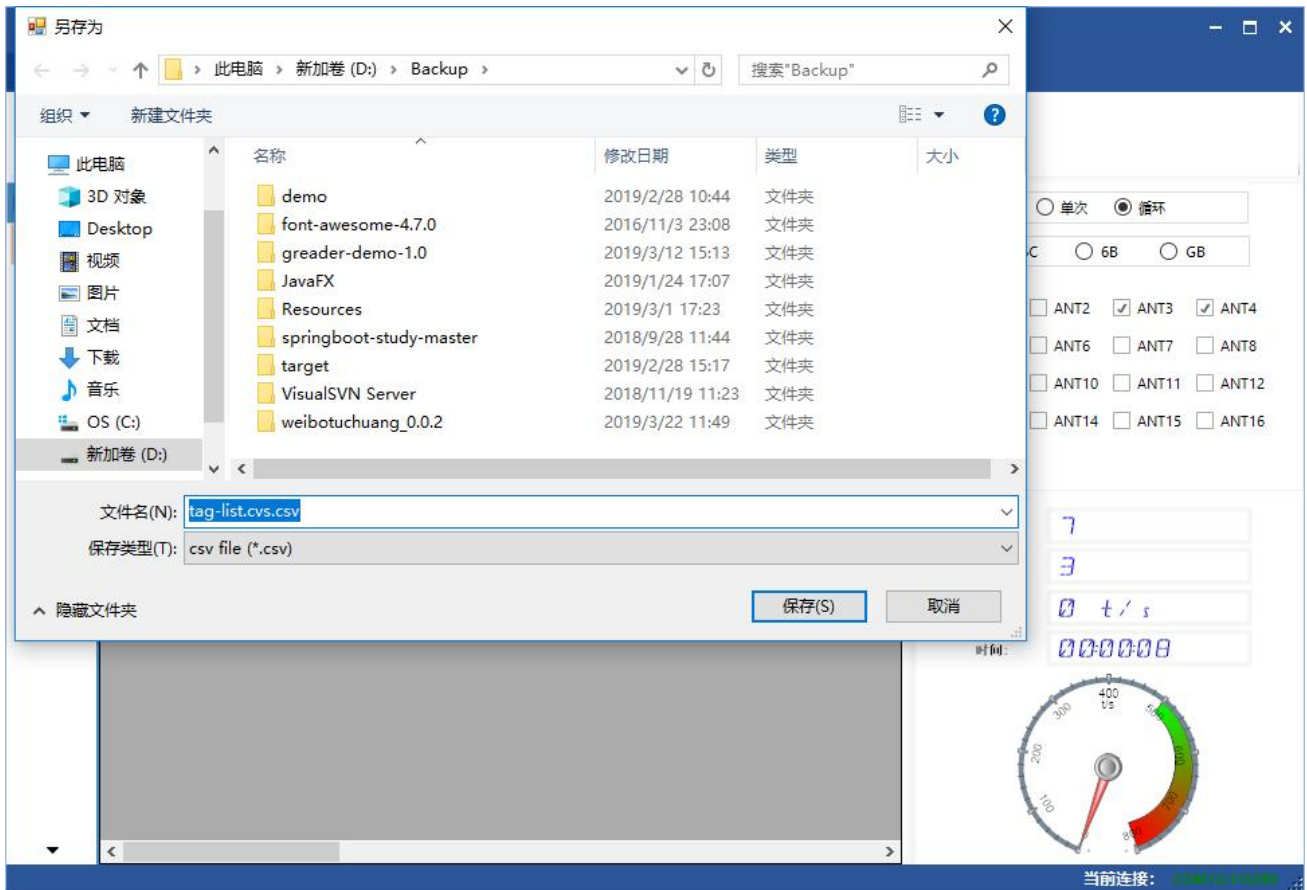 另存为
此电脑 › 新加卷 (D:) › Backup ›
搜索"Backup"
组织
新建文件夹
此电脑
3D 对象
Desktop
视频
图片
文档
下载
音乐
OS (C:)
新加卷 (D:)
名称 修改日期 类型 大小
demo 2019/2/28 10:44 文件夹
font-awesome-4.7.0 2016/11/3 23:08 文件夹
greader-demo-1.0 2019/3/12 15:13 文件夹
JavaFX 2019/1/24 17:07 文件夹
Resources 2019/3/1 17:23 文件夹
springboot-study-master 2018/9/28 11:44 文件夹
target 2019/2/28 15:17 文件夹
VisualSVN Server 2018/11/19 11:23 文件夹
weibotuchuang_0.0.2 2019/3/22 11:49 文件夹
文件名(N): tag-list.cvs.csv
保存类型(T): csv file (*.csv)
隐藏文件夹
保存(S) 取消
单次 循环
6B GB
ANT2 ANT3 ANT4
ANT6 ANT7 ANT8
ANT10 ANT11 ANT12
ANT14 ANT15 ANT16
7
3
0 t/s
时间: 00:00:08
400
t/s
300 500
200 600
100 700
0 800
当前连接: